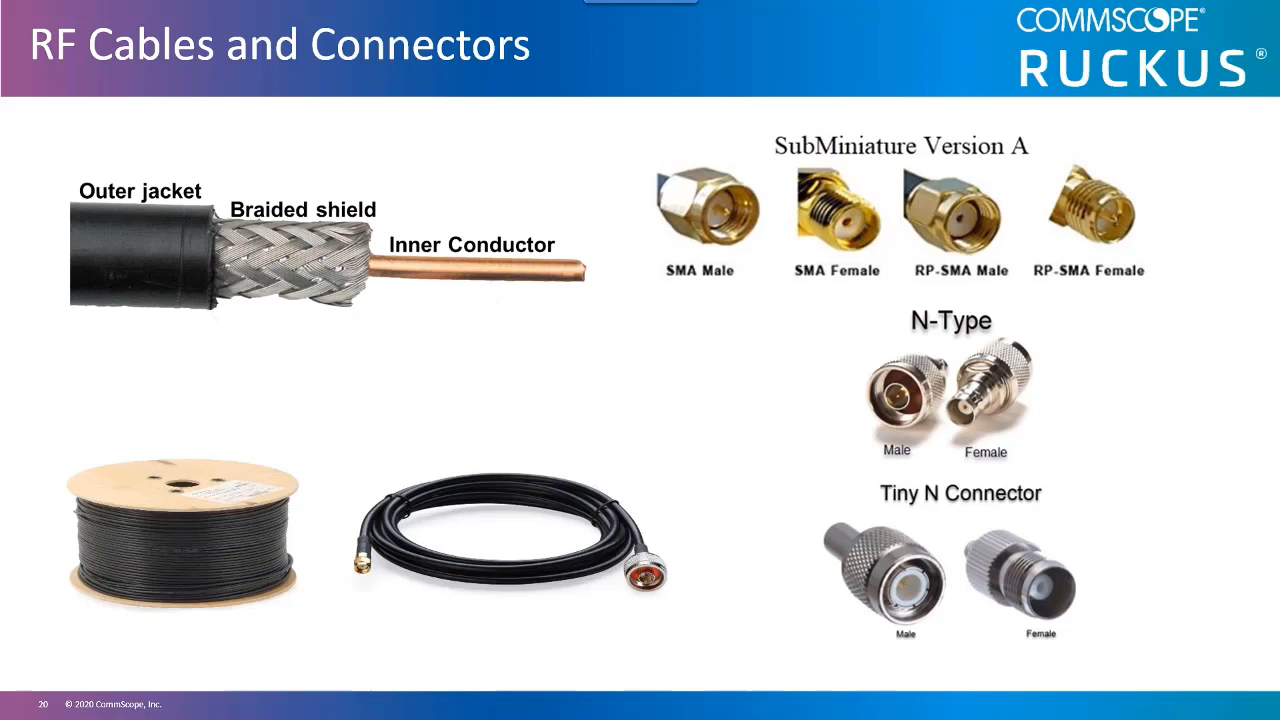 RF Cables and Connectors
COMMSCOPE®
RUCKUS®
Outer jacket
Braided shield
Inner Conductor
SubMiniature Version A
SMA Male
SMA Female
RP-SMA Male
RP-SMA Female
N-Type
Male
Female
Tiny N Connector
Male
Female
20
© 2020 CommScope, Inc.